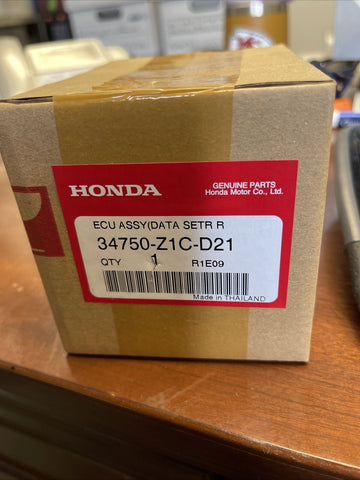 HONDA
GENUINE PARTS
Honda Motor Co., Ltd.
ECU ASSY(DATA SETR R
34750-Z1C-D21
QTY 1 R1E09
Made in THAILAND